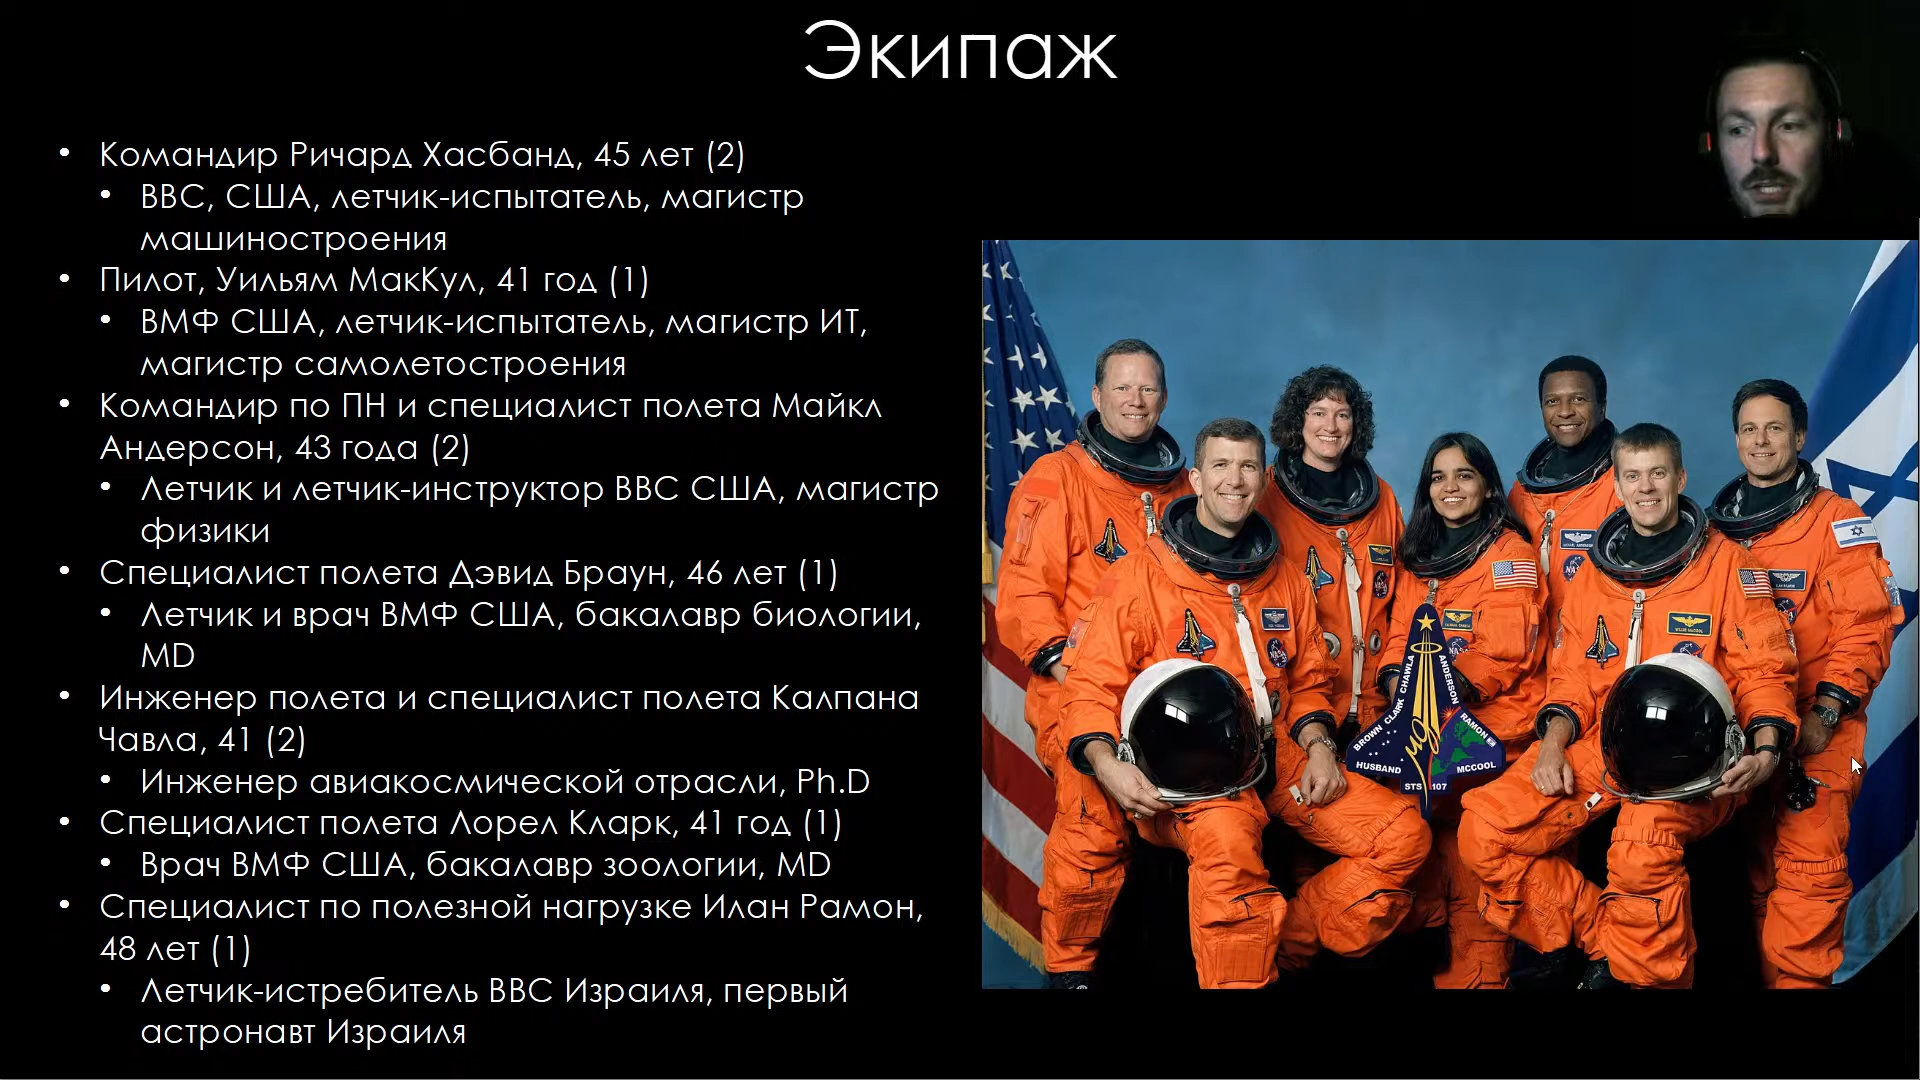 Экипаж
• Командир Ричард Хасбанд, 45 лет (2)
• ВВС, США, летчик-испытатель, магистр
машиностроения
• Пилот, Уильям МакКул, 41 год (1)
• ВМФ США, летчик-испытатель, магистр ИТ,
магистр самолетостроения
• Командир по ПН и специалист полета Майкл
Андерсон, 43 года (2)
• Летчик и летчик-инструктор ВВС США, магистр
физики
• Специалист полета Дэвид Браун, 46 лет (1)
• Летчик и врач ВМФ США, бакалавр биологии,
MD
• Инженер полета и специалист полета Калпана
Чавла, 41 (2)
• Инженер авиакосмической отрасли, Ph.D
• Специалист полета Лорел Кларк, 41 год (1)
• Врач ВМФ США, бакалавр зоологии, MD
• Специалист по полезной нагрузке Илан Рамон,
48 лет (1)
• Летчик-истребитель ВВС Израиля, первый
астронавт Израиля
BROWN CLARK CHAWLA
ANDERSON RAMON
HUSBAND
MCCOOL
STS 107
NASA